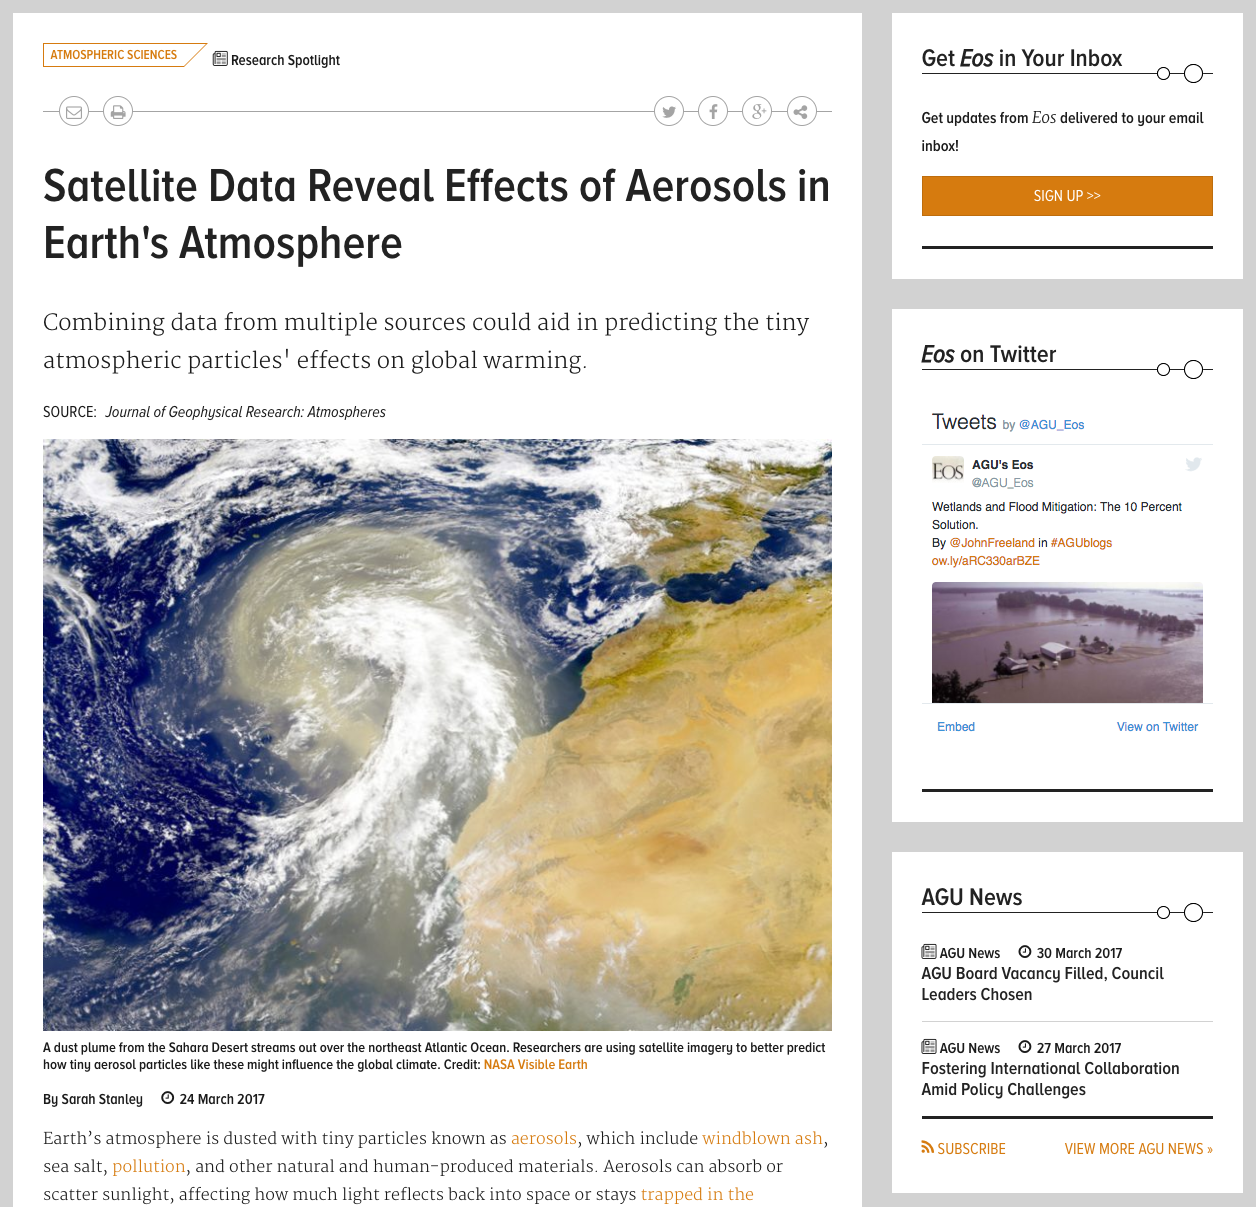 ATMOSPHERIC SCIENCES
Research Spotlight
Satellite Data Reveal Effects of Aerosols in
Earth's Atmosphere
Combining data from multiple sources could aid in predicting the tiny
atmospheric particles' effects on global warming.
SOURCE: Journal of Geophysical Research: Atmospheres
A dust plume from the Sahara Desert streams out over the northeast Atlantic Ocean. Researchers are using satellite imagery to better predict
how tiny aerosol particles like these might influence the global climate. Credit: NASA Visible Earth
By Sarah Stanley 24 March 2017
Earth’s atmosphere is dusted with tiny particles known as aerosols, which include windblown ash,
sea salt, pollution, and other natural and human-produced materials. Aerosols can absorb or
scatter sunlight, affecting how much light reflects back into space or stays trapped in the
Get Eos in Your Inbox
Get updates from Eos delivered to your email
inbox!
SIGN UP >>
Eos on Twitter
Tweets by @AGU_Eos
EOS
AGU's Eos
@AGU_Eos
Wetlands and Flood Mitigation: The 10 Percent
Solution.
By @JohnFreeland in #AGUblogs
ow.ly/aRC330arBZE
Embed View on Twitter
AGU News
AGU News 30 March 2017
AGU Board Vacancy Filled, Council
Leaders Chosen
AGU News 27 March 2017
Fostering International Collaboration
Amid Policy Challenges
SUBSCRIBE VIEW MORE AGU NEWS »